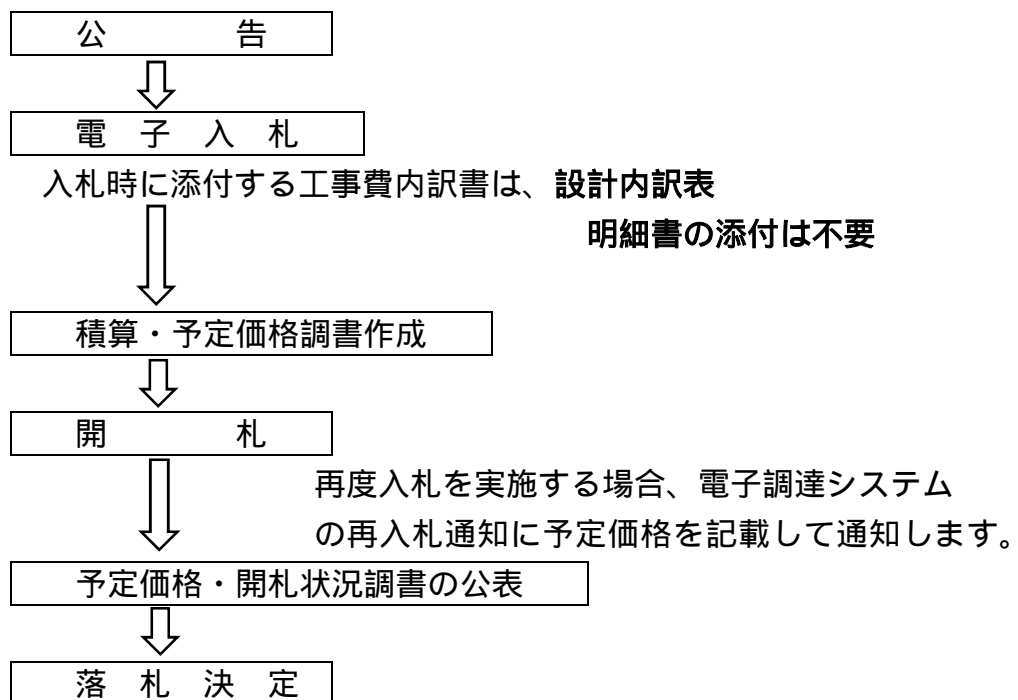 公　　　　告
電　子　入　札
入札時に添付する工事費内訳書は、設計内訳表
明細書の添付は不要
積算・予定価格調書作成
開　　　　札
再度入札を実施する場合、電子調達システム
の再入札通知に予定価格を記載して通知します。
予定価格・開札状況調書の公表
落　札　決　定